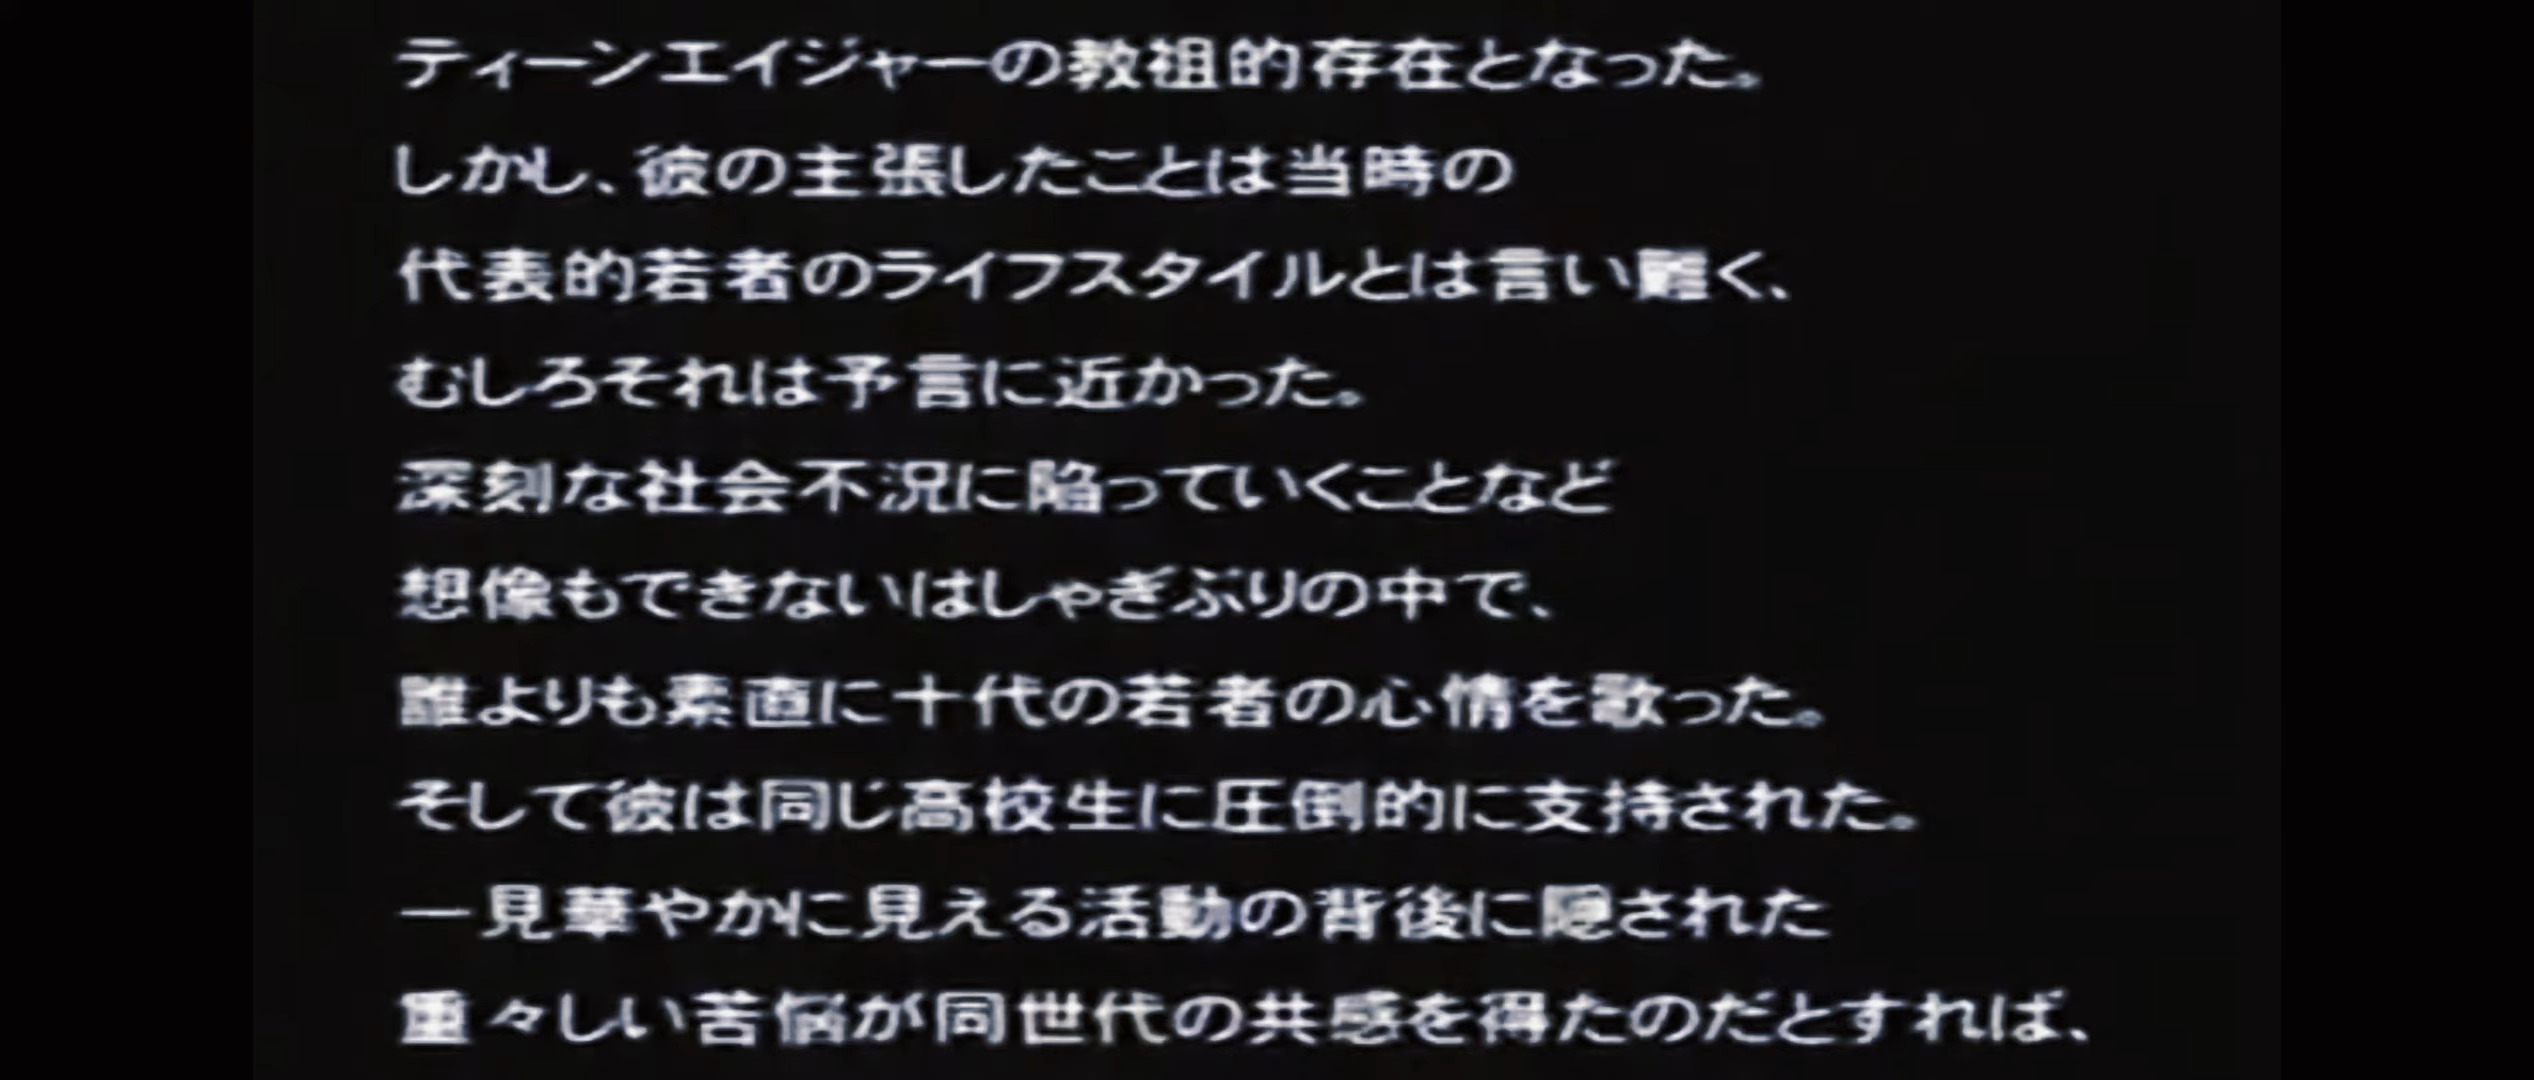 ティーンエイジャーの教祖的存在となった。
しかし、彼の主張したことは当時の
代表的若者のライフスタイルとは言い難く、
むしろそれは予言に近かった。
深刻な社会不況に陥っていくことなど
想像もできないはしゃぎぶりの中で、
誰よりも素直に十代の若者の心情を歌った。
そして彼は同じ高校生に圧倒的に支持された。
一見華やかに見える活動の背後に隠された
重々しい苦悩が同世代の共感を得たのだとすれば、